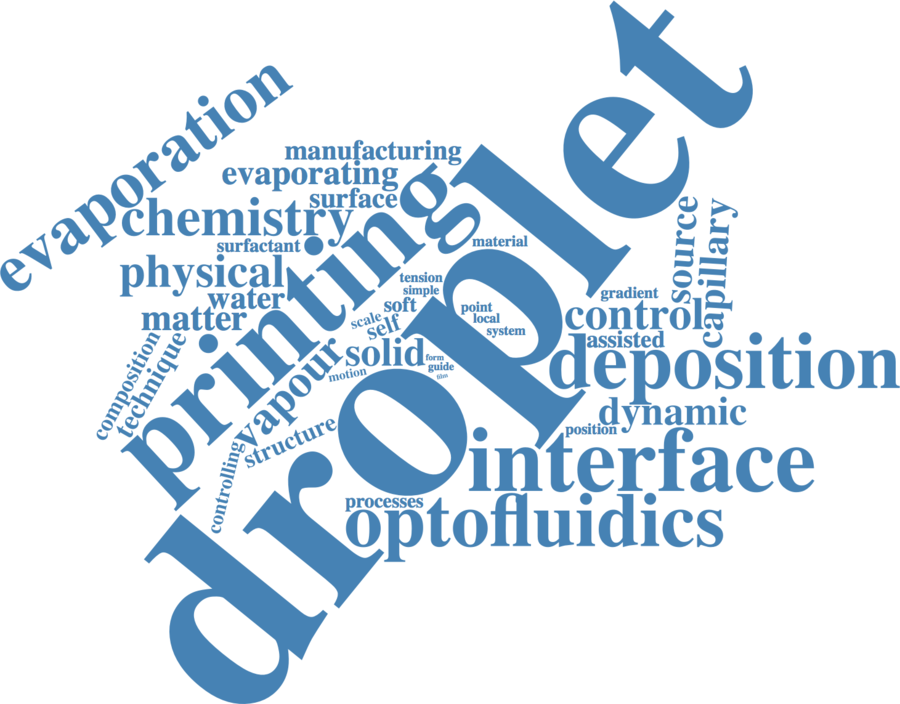 droplet
printing
evaporation
manufacturing
evaporating
surface
chemistry
surfactant
physical
water
matter
composition
technique
vapour
structure
controlling
material
tension
simple
soft
scale
self
solid
motion
form
guide
film
point
local
system
source
capillary
gradient
control
assisted
deposition
dynamic
position
interface
processes
optofluidics